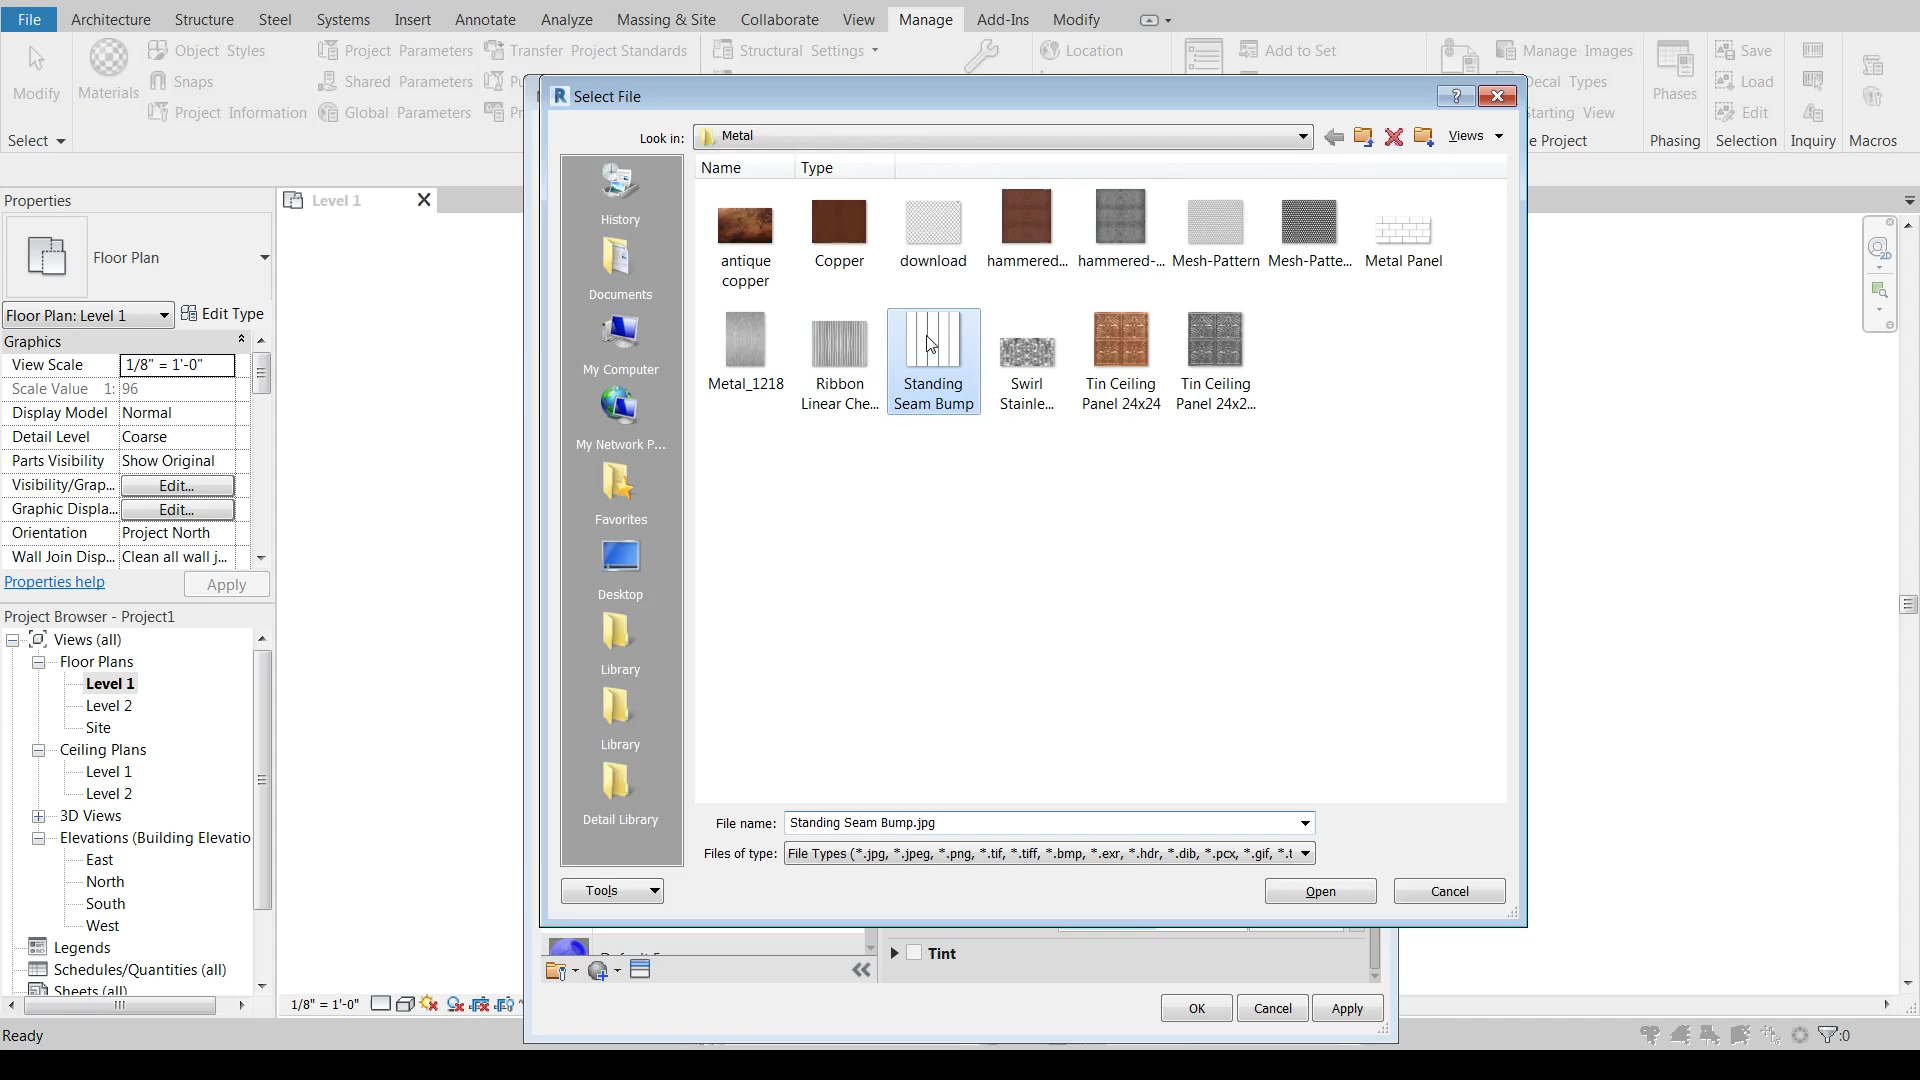 File Architecture Structure Steel Systems Insert Annotate Analyze Massing & Site Collaborate View Manage Add-Ins Modify
Modify
Select
Materials
Object Styles
Snaps
Project Information
Project Parameters
Shared Parameters
Global Parameters
Transfer Project Standards
Structural Settings
Location
Add to Set
Manage Images
Decal Types
Starting View
e Project
Phases
Phasing
Save
Load
Edit
Selection
Inquiry
Macros
Properties
Floor Plan
Floor Plan: Level 1 Edit Type
Graphics
View Scale 1/8" = 1'-0"
Scale Value 1: 96
Display Model Normal
Detail Level Coarse
Parts Visibility Show Original
Visibility/Grap... Edit...
Graphic Displa... Edit...
Orientation Project North
Wall Join Disp... Clean all wall j...
Properties help Apply
Project Browser - Project1
Views (all)
Floor Plans
Level 1
Level 2
Site
Ceiling Plans
Level 1
Level 2
3D Views
Elevations (Building Elevatio
East
North
South
West
Legends
Schedules/Quantities (all)
Sheets (all)
Ready
Level 1
1/8" = 1'-0"
2D
:0
R Select File
?
Look in: Metal Views
Name Type
History
Documents
My Computer
My Network P...
Favorites
Desktop
Library
Library
Detail Library
antique
copper
Copper
download
hammered...
hammered-...
Mesh-Pattern
Mesh-Patte...
Metal Panel
Metal_1218
Ribbon
Linear Che...
Standing
Seam Bump
Swirl
Stainle...
Tin Ceiling
Panel 24x24
Tin Ceiling
Panel 24x2...
File name: Standing Seam Bump.jpg
Files of type: File Types (*.jpg, *.jpeg, *.png, *.tif, *.tiff, *.bmp, *.exr, *.hdr, *.dib, *.pcx, *.gif, *.t
Tools Open Cancel
Tint
OK Cancel Apply